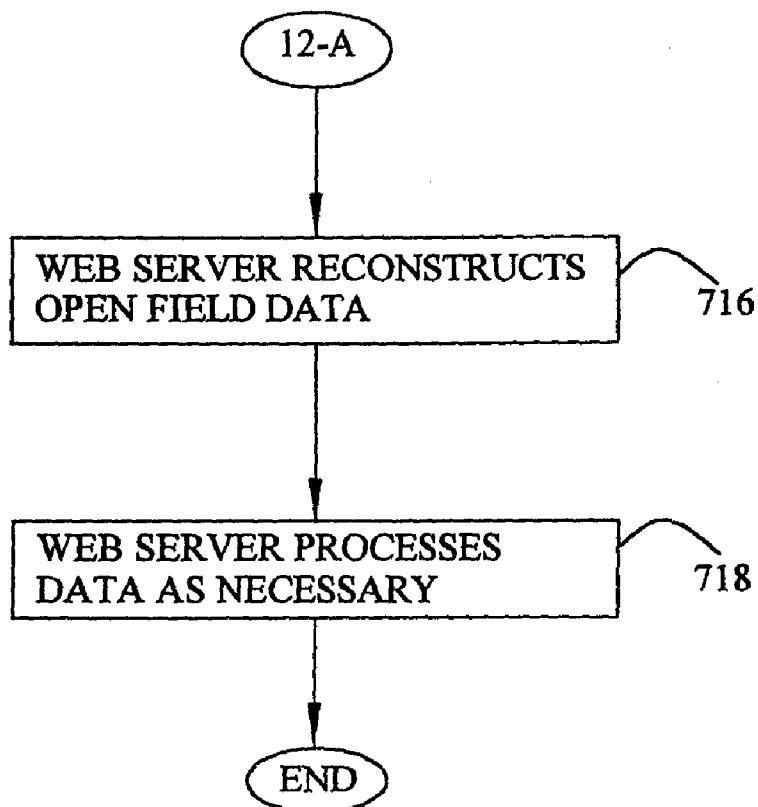 12-A
WEB SERVER RECONSTRUCTS
OPEN FIELD DATA
716
WEB SERVER PROCESSES
DATA AS NECESSARY
718
END